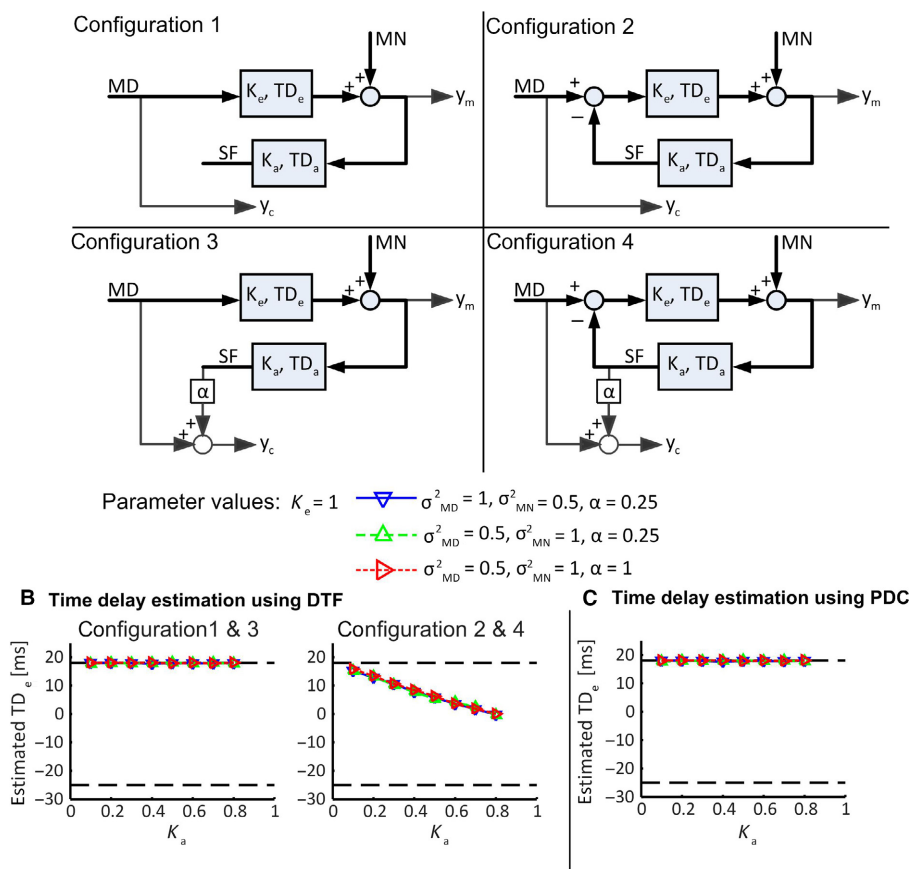 Configuration 1
MN
MD
K_e, TD_e
+
+
y_m
SF
K_a, TD_a
y_c
Configuration 2
MN
MD
+
−
K_e, TD_e
+
+
y_m
SF
K_a, TD_a
y_c
Configuration 3
MN
MD
K_e, TD_e
+
+
y_m
SF
K_a, TD_a
α
+
+
y_c
Configuration 4
MN
MD
+
−
K_e, TD_e
+
+
y_m
SF
K_a, TD_a
α
+
+
y_c
Parameter values: K_e = 1
σ²_MD = 1, σ²_MN = 0.5, α = 0.25
σ²_MD = 0.5, σ²_MN = 1, α = 0.25
σ²_MD = 0.5, σ²_MN = 1, α = 1
B Time delay estimation using DTF
Configuration1 & 3
Estimated TD_e [ms]
20
10
0
−10
−20
−30
0 0.2 0.4 0.6 0.8 1
K_a
Configuration 2 & 4
20
10
0
−10
−20
−30
0 0.2 0.4 0.6 0.8 1
K_a
C Time delay estimation using PDC
Estimated TD_e [ms]
20
10
0
−10
−20
−30
0 0.2 0.4 0.6 0.8 1
K_a